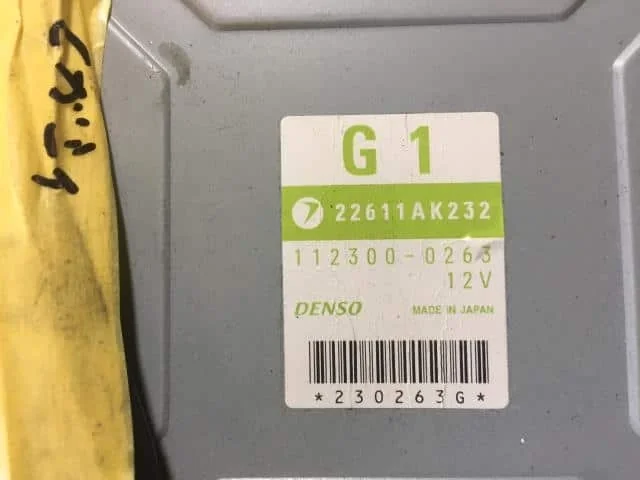 G 1
22611AK232
112300-0263
12V
DENSO MADE IN JAPAN
*230263G*